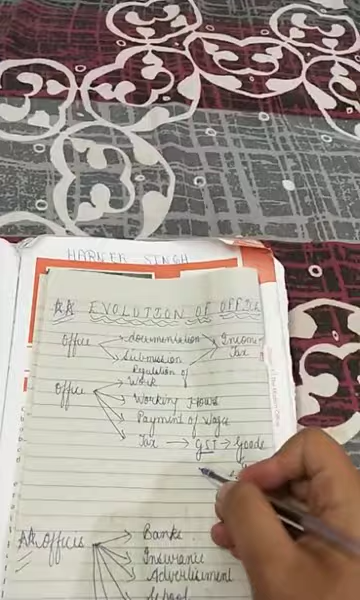 HARNEK SINGH
EVOLUTION OF OFFICE
Office documentation Income
Submission Tax
Regulation of
Office Work
Working Hours
Payment of Wage
Tax → GST → Goods
Offices Banks
Insurance
Advertisement
School